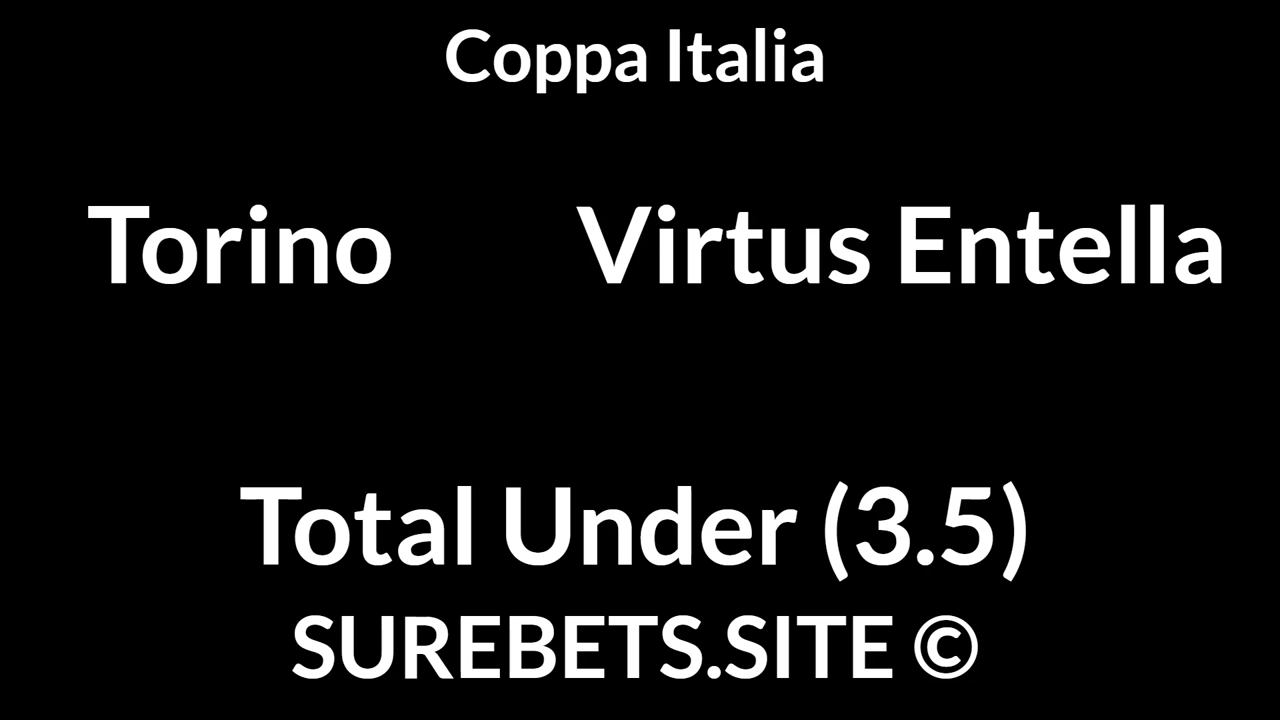 Coppa Italia
Torino Virtus Entella
Total Under (3.5)
SUREBETS.SITE ©